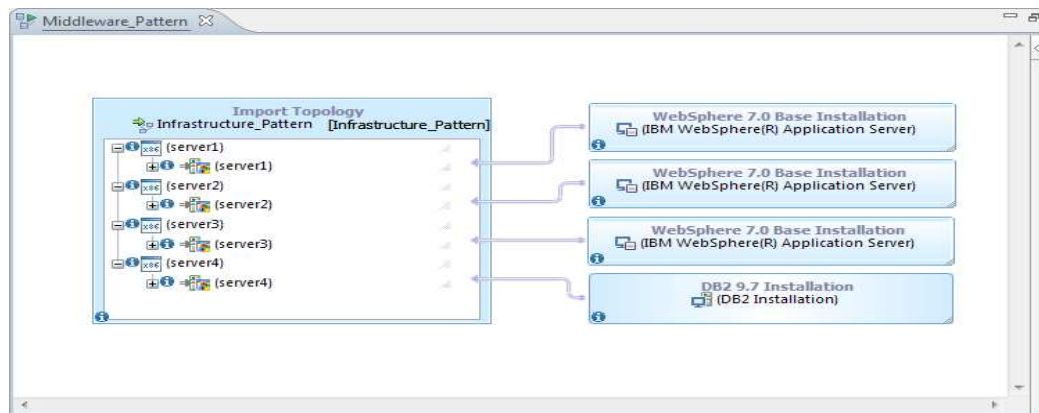 Middleware_Pattern
Import Topology
Infrastructure_Pattern [Infrastructure_Pattern]
(server1)
(server1)
(server2)
(server2)
(server3)
(server3)
(server4)
(server4)
WebSphere 7.0 Base Installation
(IBM WebSphere(R) Application Server)
WebSphere 7.0 Base Installation
(IBM WebSphere(R) Application Server)
WebSphere 7.0 Base Installation
(IBM WebSphere(R) Application Server)
DB2 9.7 Installation
(DB2 Installation)